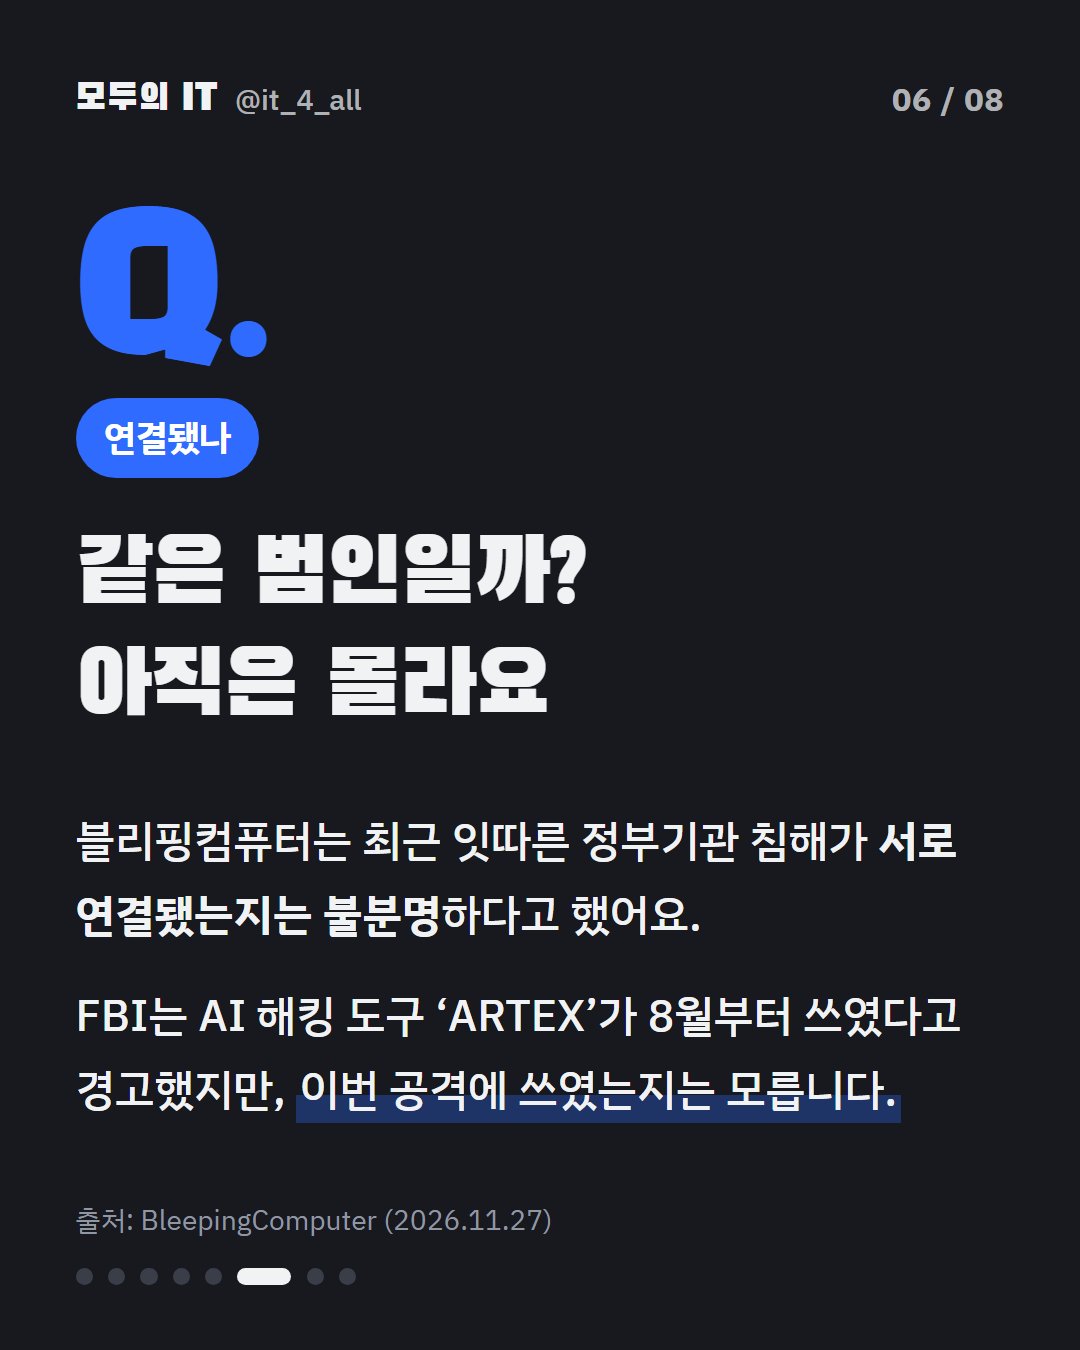 모두의 IT @it_4_all
06 / 08
Q.
연결됐나
같은 범인일까?
아직은 몰라요
블리핑컴퓨터는 최근 잇따른 정부기관 침해가 서로
연결됐는지는 불분명하다고 했어요.
FBI는 AI 해킹 도구 ‘ARTEX’가 8월부터 쓰였다고
경고했지만, 이번 공격에 쓰였는지는 모릅니다.
출처: BleepingComputer (2026.11.27)